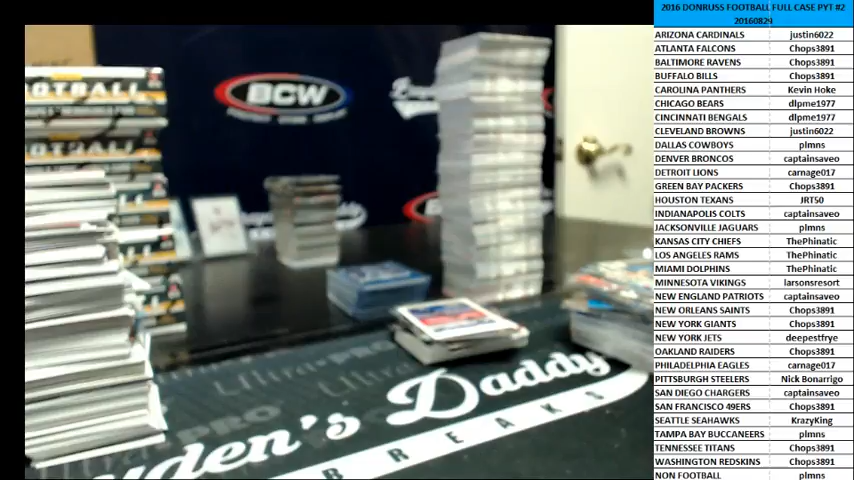 2016 DONRUSS FOOTBALL FULL CASE PYT #2
20160824
ARIZONA CARDINALS justin6022
ATLANTA FALCONS Chops3891
BALTIMORE RAVENS Chops3891
BUFFALO BILLS Chops3891
CAROLINA PANTHERS Kevin Hoke
CHICAGO BEARS dlpme1977
CINCINNATI BENGALS dlpme1977
CLEVELAND BROWNS justin6022
DALLAS COWBOYS plmns
DENVER BRONCOS captainsaveo
DETROIT LIONS carnage017
GREEN BAY PACKERS Chops3891
HOUSTON TEXANS JRT50
INDIANAPOLIS COLTS captainsaveo
JACKSONVILLE JAGUARS plmns
KANSAS CITY CHIEFS ThePhinatic
LOS ANGELES RAMS ThePhinatic
MIAMI DOLPHINS ThePhinatic
MINNESOTA VIKINGS larsonsresort
NEW ENGLAND PATRIOTS captainsaveo
NEW ORLEANS SAINTS Chops3891
NEW YORK GIANTS Chops3891
NEW YORK JETS deepestfrye
OAKLAND RAIDERS Chops3891
PHILADELPHIA EAGLES carnage017
PITTSBURGH STEELERS Nick Bonarrigo
SAN DIEGO CHARGERS captainsaveo
SAN FRANCISCO 49ERS Chops3891
SEATTLE SEAHAWKS KrazyKing
TAMPA BAY BUCCANEERS plmns
TENNESSEE TITANS Chops3891
WASHINGTON REDSKINS Chops3891
NON FOOTBALL plmns
BCW
OTBALL
OTBALL
Ultra PRO
yden's Daddy
BREAKS